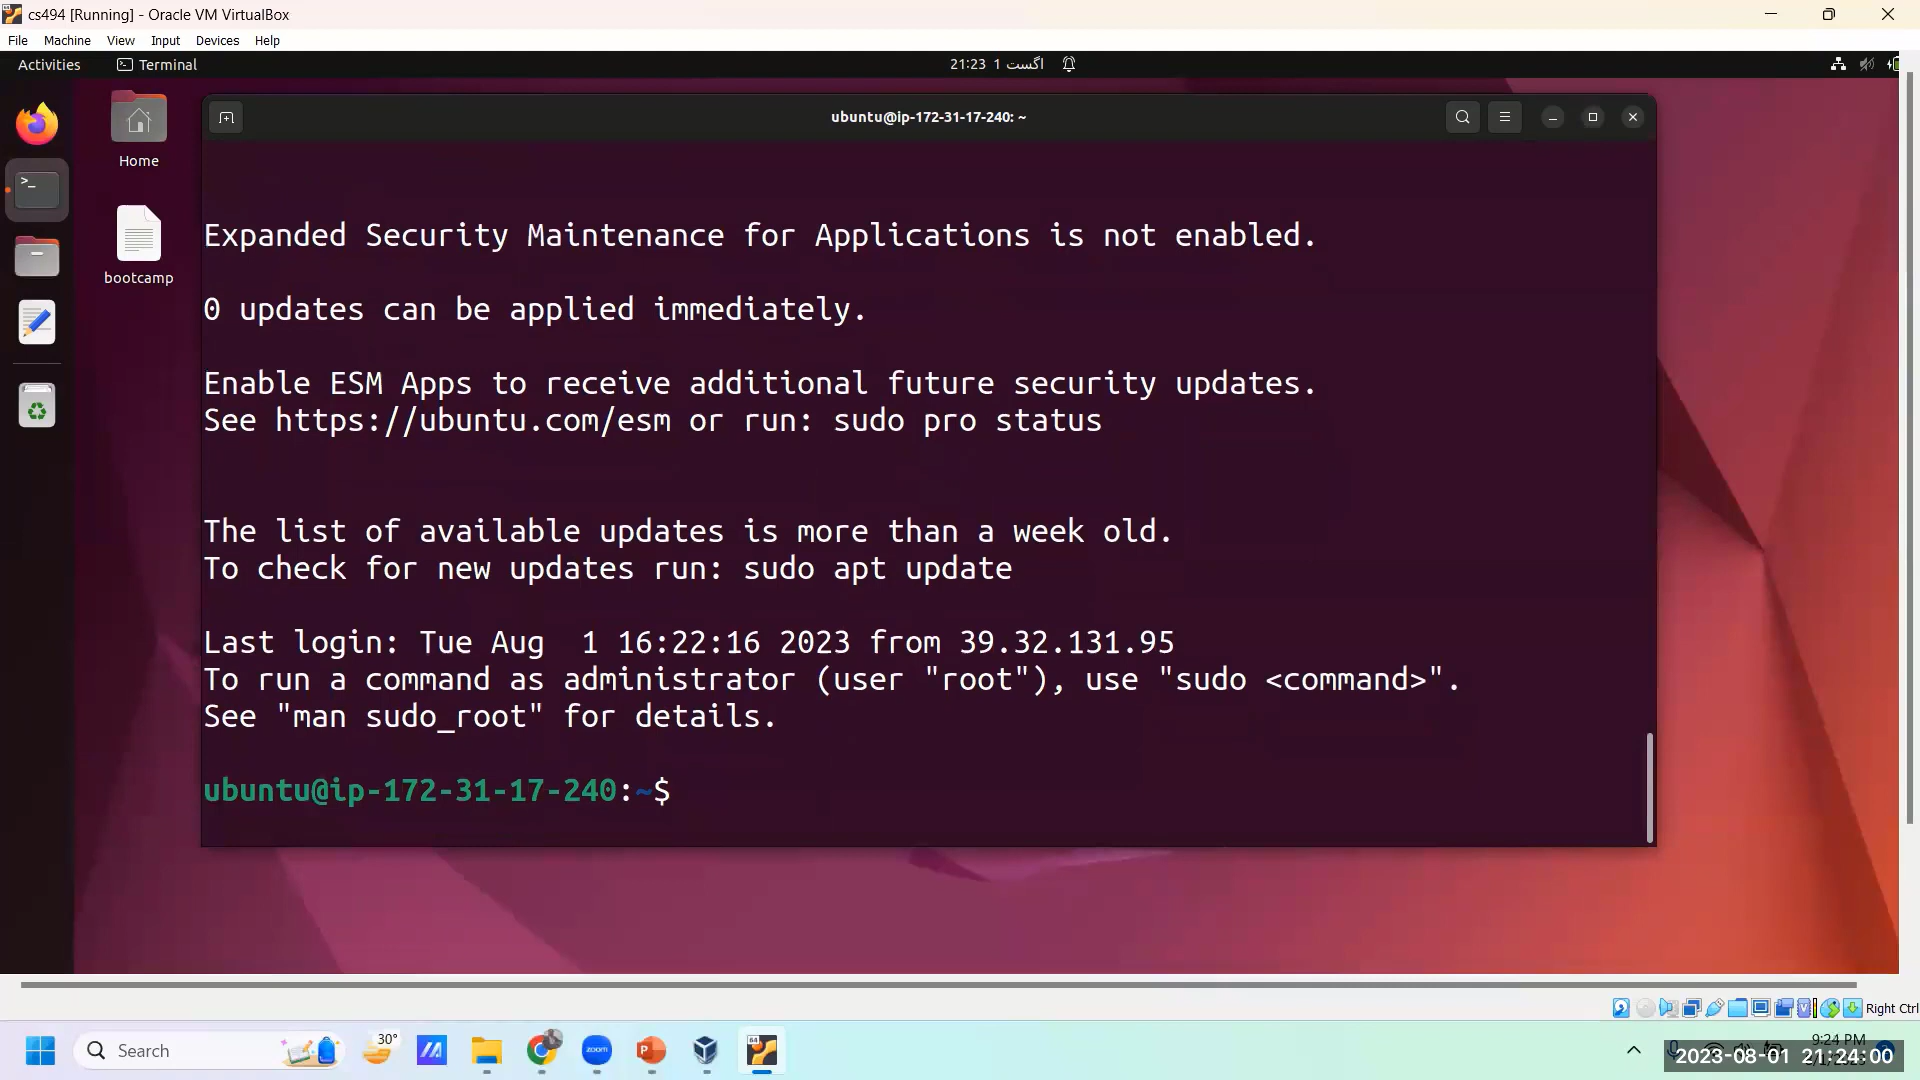 cs494 [Running] - Oracle VM VirtualBox
File Machine View Input Devices Help
Activities Terminal 21:23 1 اگست
ubuntu@ip-172-31-17-240: ~
Home
bootcamp
Expanded Security Maintenance for Applications is not enabled.
0 updates can be applied immediately.
Enable ESM Apps to receive additional future security updates.
See https://ubuntu.com/esm or run: sudo pro status
The list of available updates is more than a week old.
To check for new updates run: sudo apt update
Last login: Tue Aug  1 16:22:16 2023 from 39.32.131.95
To run a command as administrator (user "root"), use "sudo <command>".
See "man sudo_root" for details.
ubuntu@ip-172-31-17-240:~$
Right Ctrl
Search
30°
zoom
64
9:24 PM
2023-08-01 21:24:00